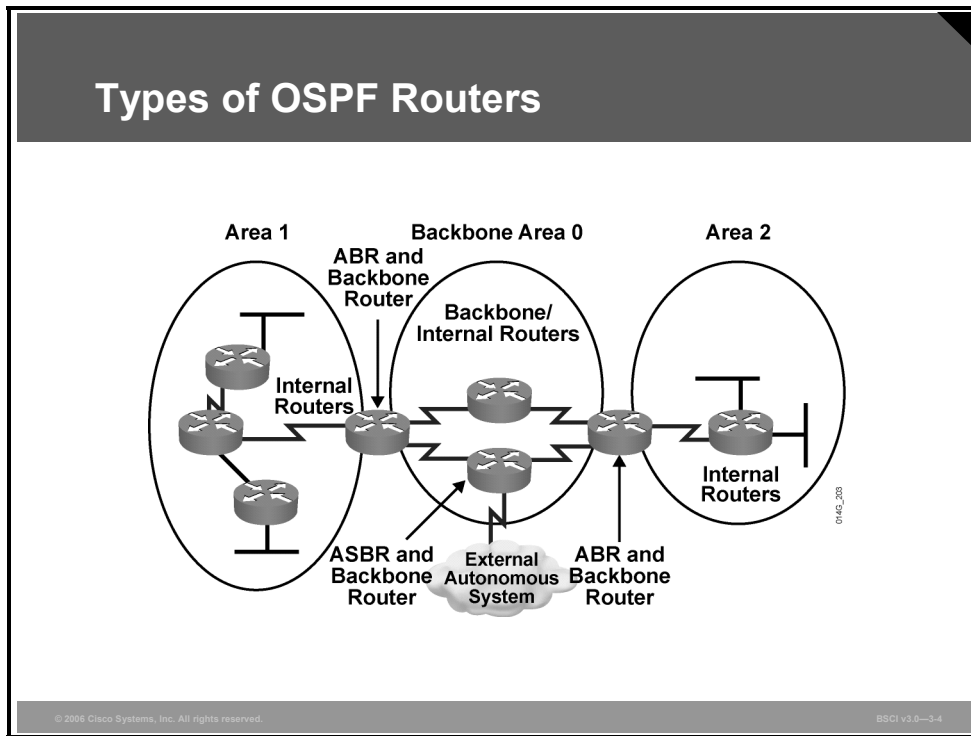 Types of OSPF Routers
Area 1
Backbone Area 0
Area 2
ABR and
Backbone
Router
Backbone/
Internal Routers
Internal
Routers
Internal
Routers
ASBR and
Backbone
Router
External
Autonomous
System
ABR and
Backbone
Router
014G_203
© 2006 Cisco Systems, Inc. All rights reserved.
BSCI v3.0—3-4